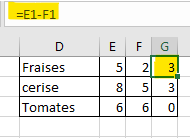 =E1-F1
D E F G
Fraises 5 2 3
cerise 8 5 3
Tomates 6 6 0